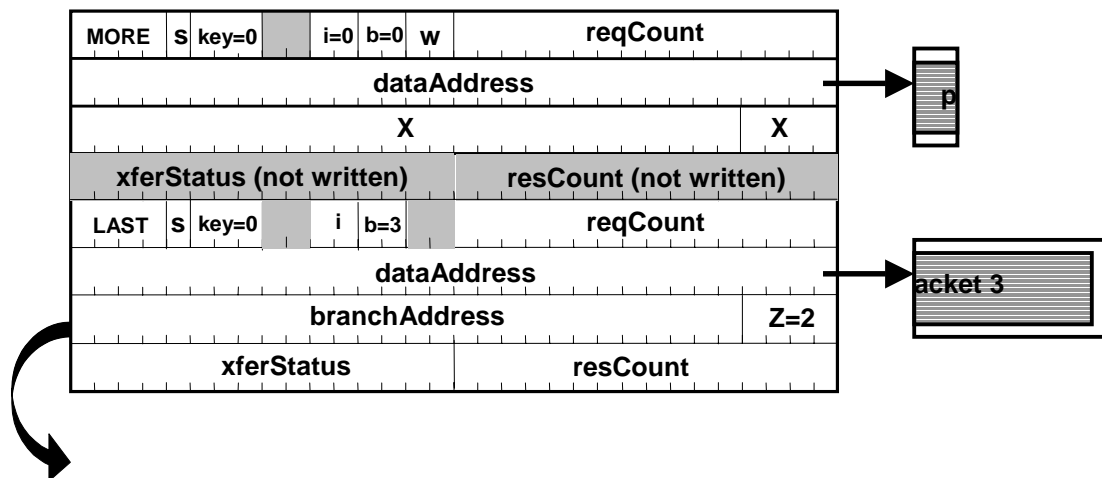 MORE s key=0 i=0 b=0 w reqCount
dataAddress
p
X X
xferStatus (not written) resCount (not written)
LAST s key=0 i b=3 reqCount
dataAddress
acket 3
branchAddress Z=2
xferStatus resCount